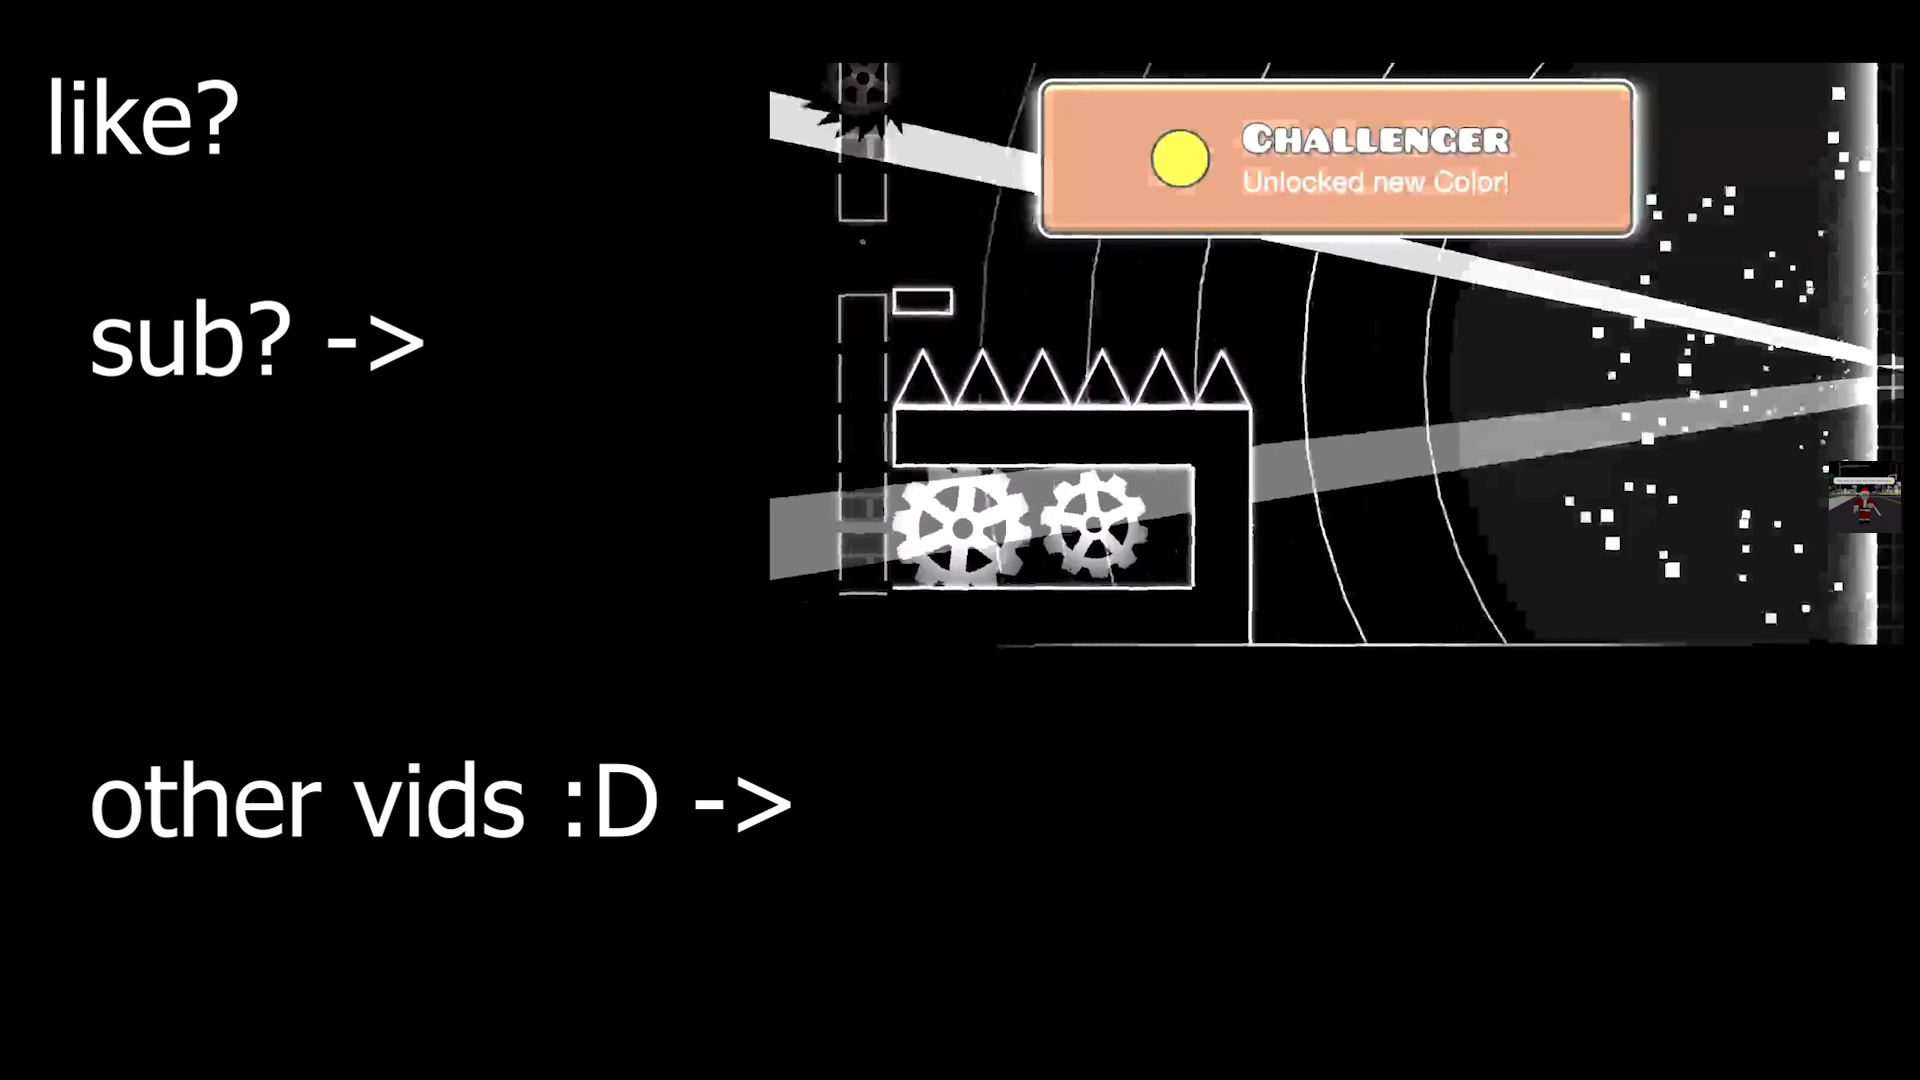 like?
CHALLENGER
Unlocked new Color!
sub? ->
other vids :D ->